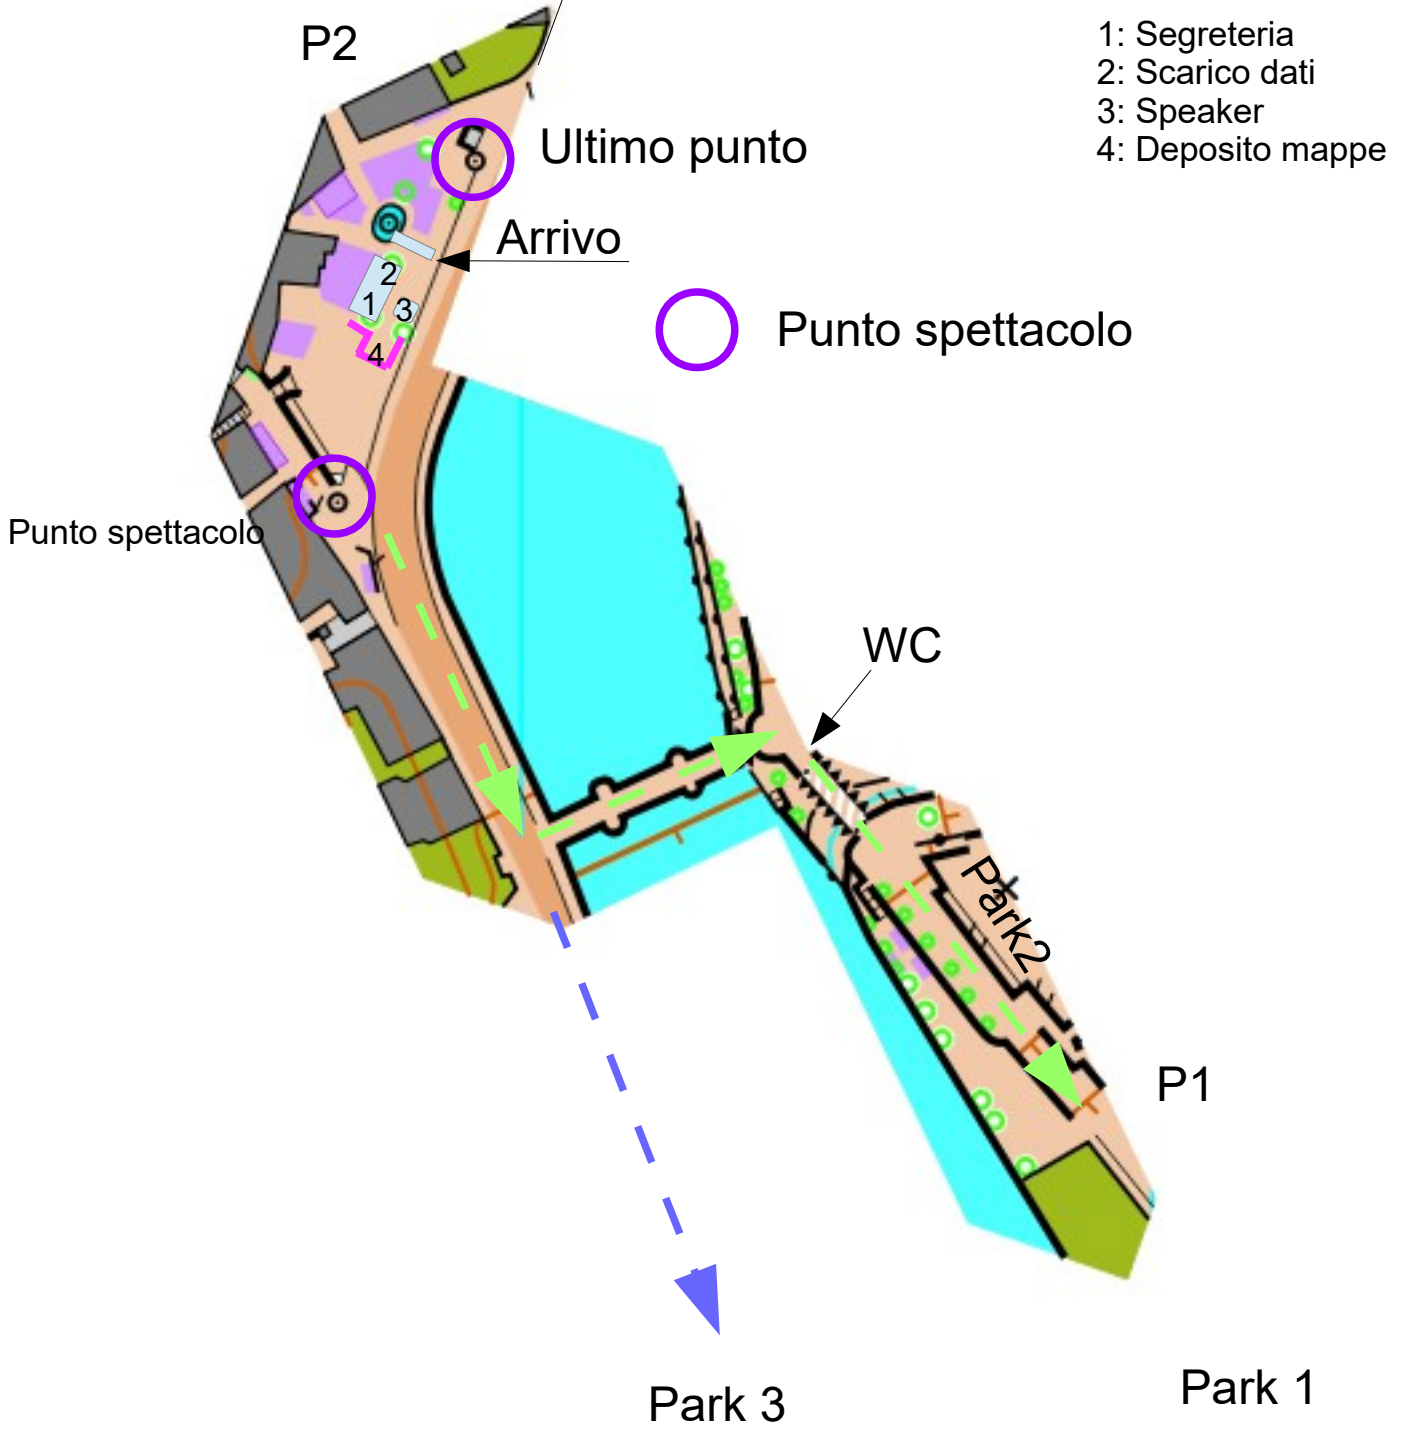 P2
1: Segreteria
2: Scarico dati
3: Speaker
4: Deposito mappe
Ultimo punto
Arrivo
2
1
3
4
Punto spettacolo
Punto spettacolo
WC
Park2
P1
Park 3
Park 1